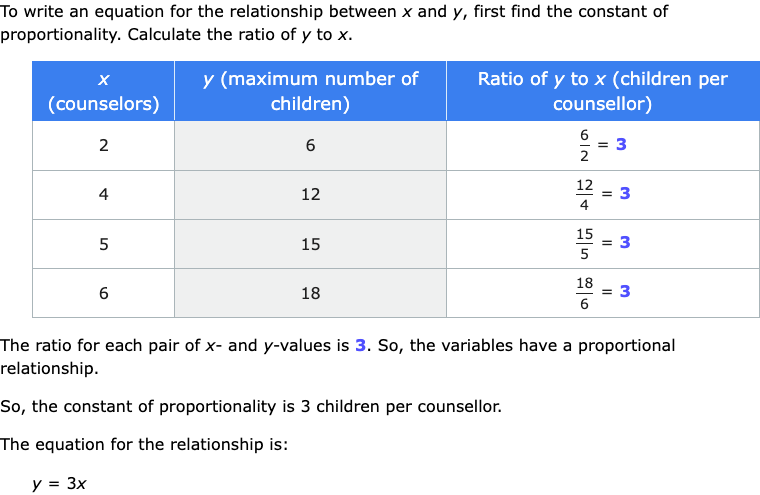 To write an equation for the relationship between x and y, first find the constant of
proportionality. Calculate the ratio of y to x.
x (counselors) | y (maximum number of children) | Ratio of y to x (children per counsellor)
2 | 6 | 6/2 = 3
4 | 12 | 12/4 = 3
5 | 15 | 15/5 = 3
6 | 18 | 18/6 = 3
The ratio for each pair of x- and y-values is 3. So, the variables have a proportional
relationship.
So, the constant of proportionality is 3 children per counsellor.
The equation for the relationship is:
y = 3x